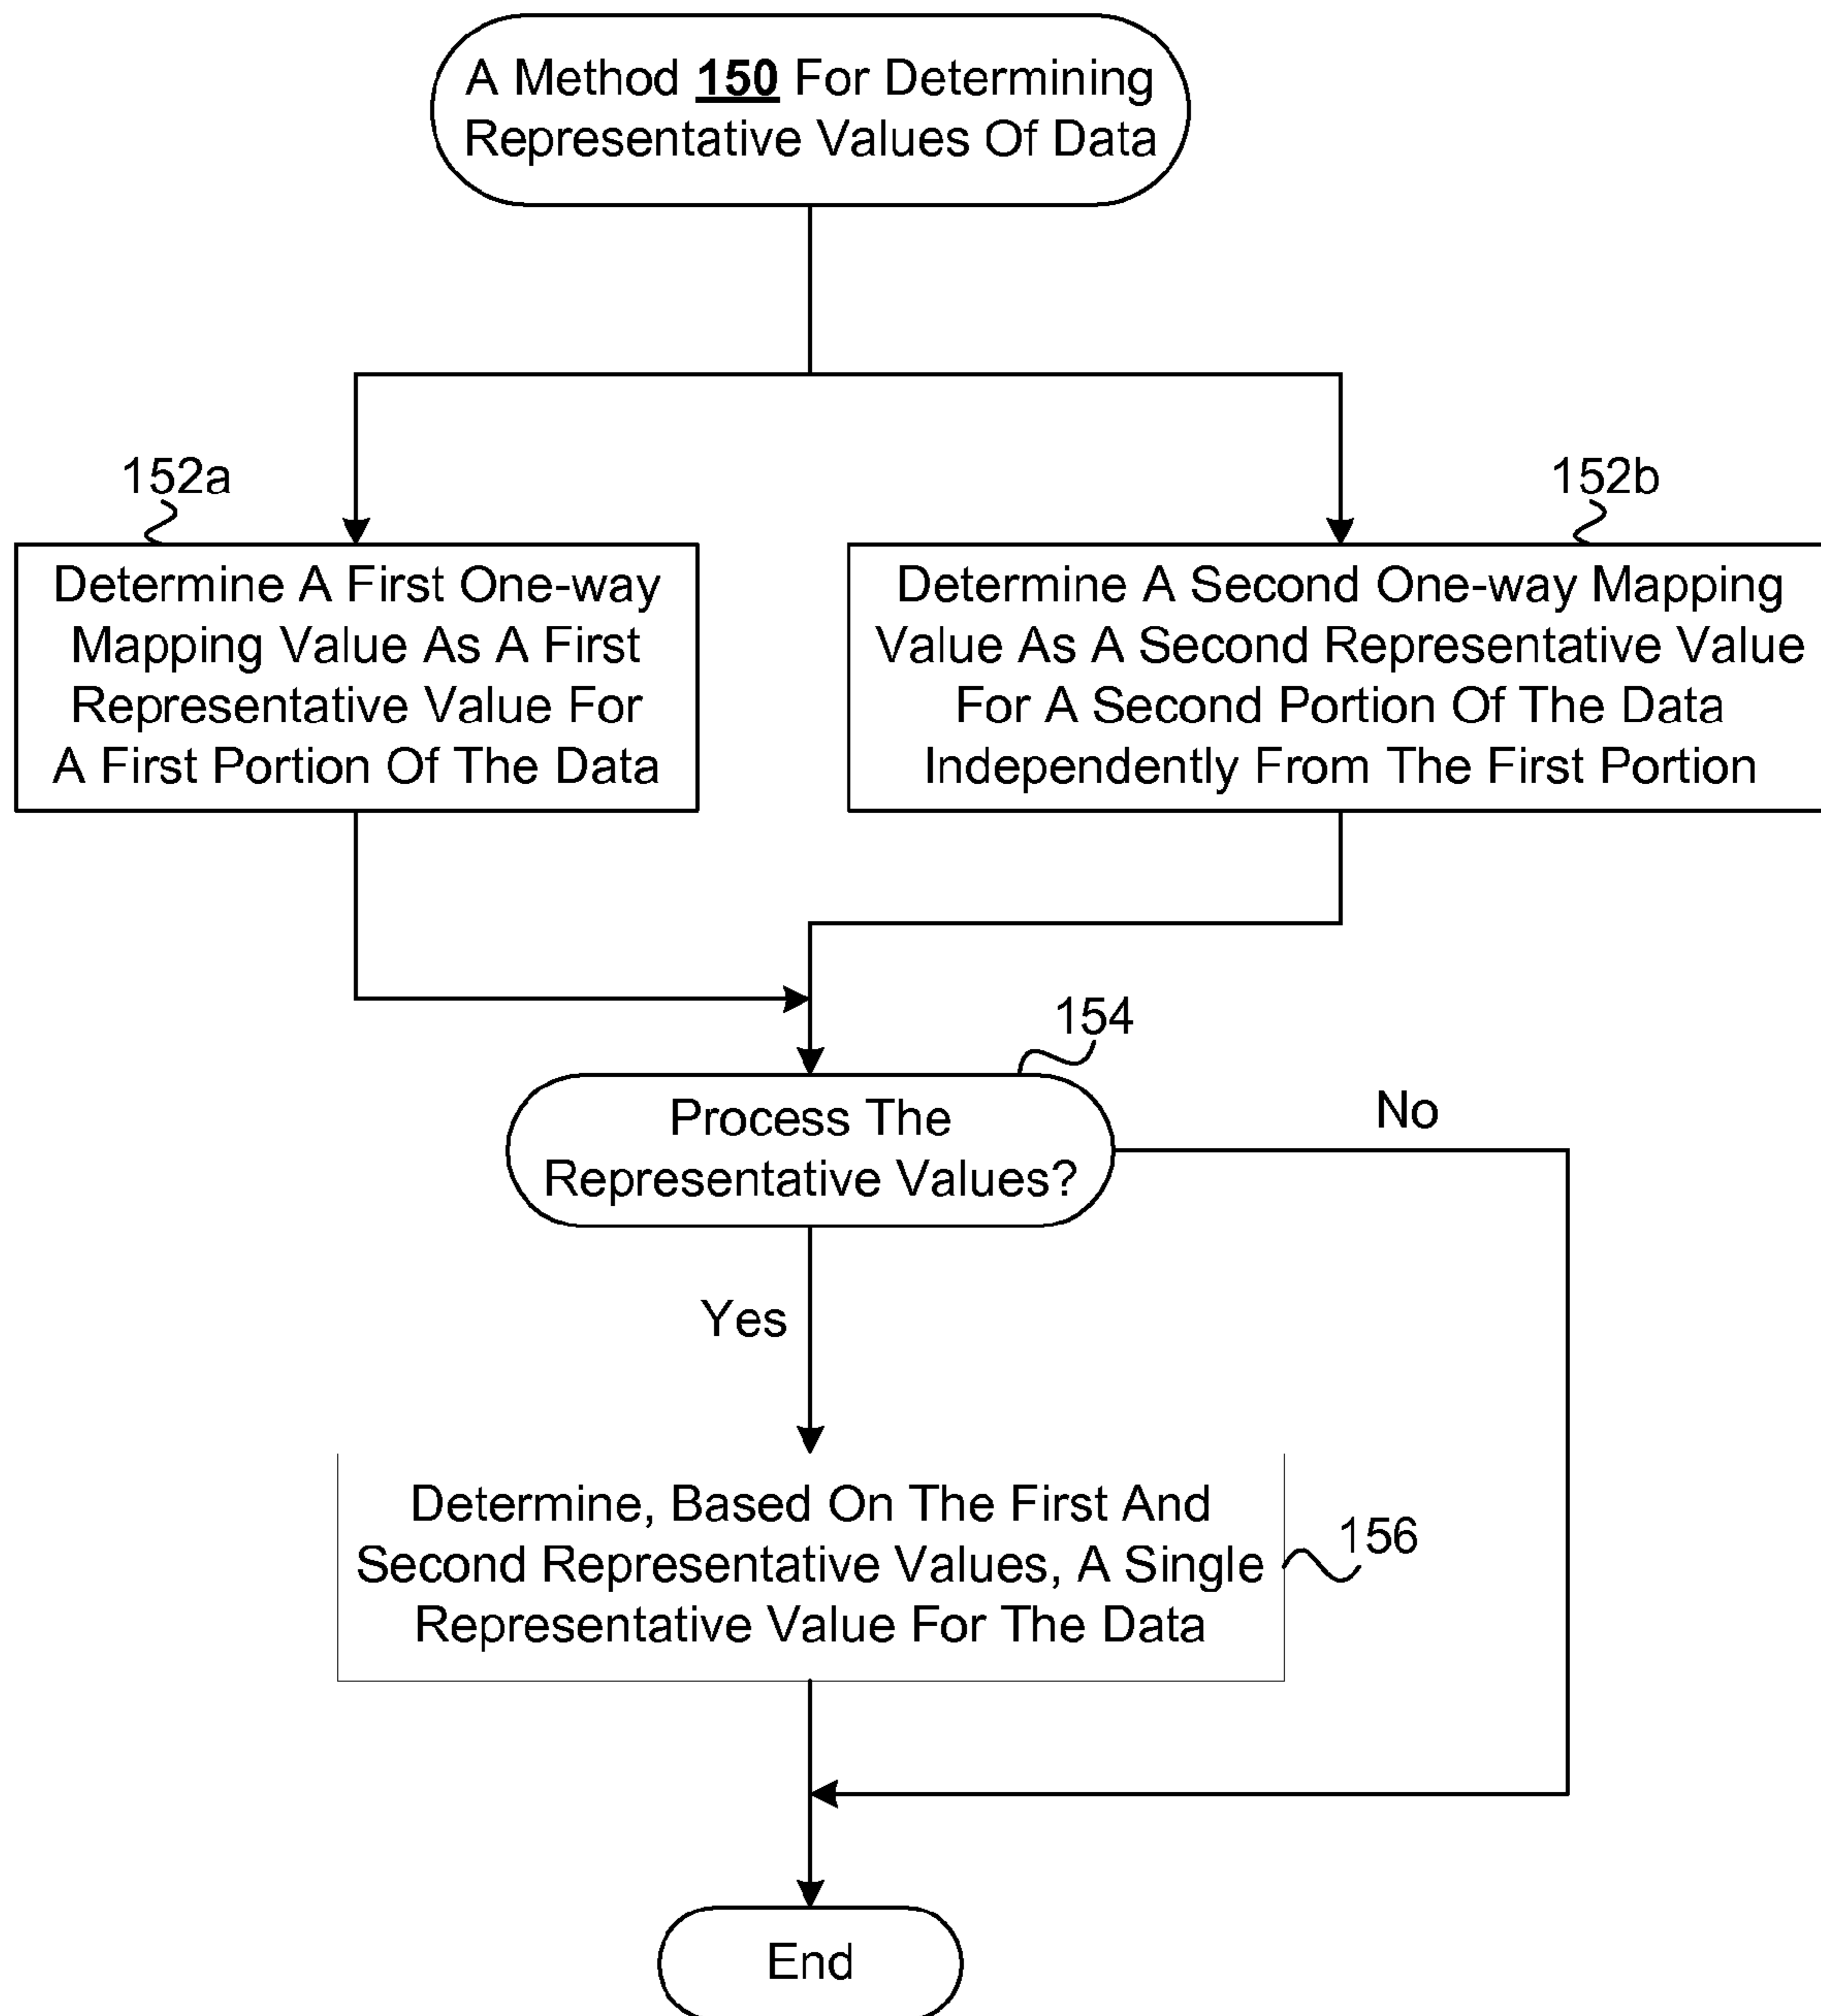 A Method 150 For Determining
Representative Values Of Data
152a
152b
Determine A First One-way
Mapping Value As A First
Representative Value For
A First Portion Of The Data
Determine A Second One-way Mapping
Value As A Second Representative Value
For A Second Portion Of The Data
Independently From The First Portion
154
Process The
Representative Values?
No
Yes
Determine, Based On The First And
Second Representative Values, A Single
Representative Value For The Data
156
End